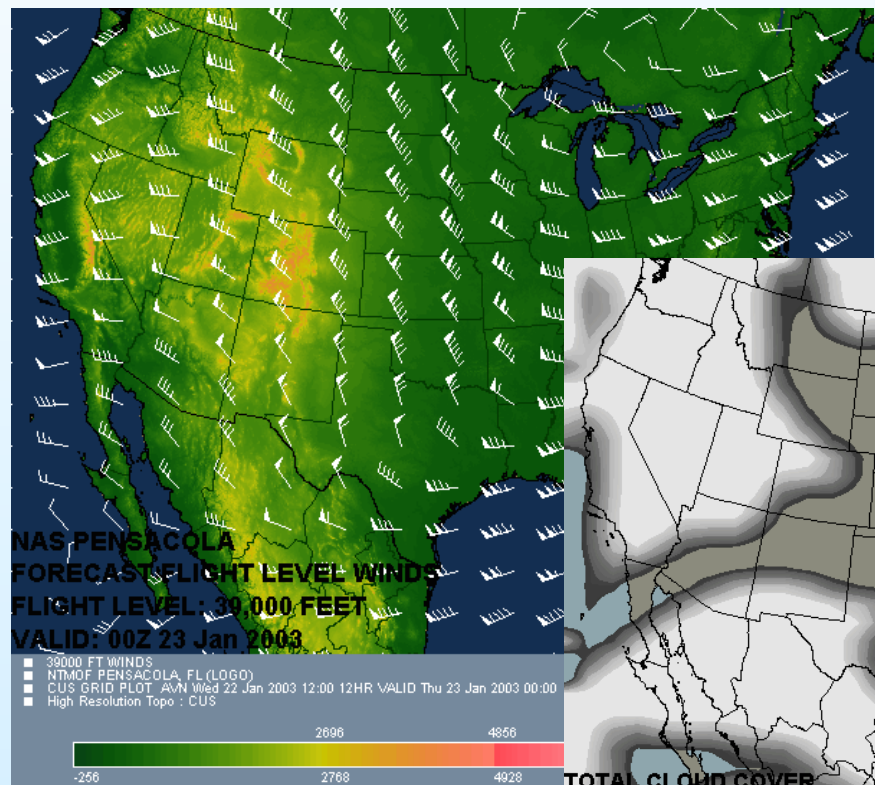 NAS PENSACOLA
FORECAST FLIGHT LEVEL WINDS
FLIGHT LEVEL: 39,000 FEET
VALID: 00Z 23 Jan 2003
39000 FT WINDS
NTMOF PENSACOLA, FL (LOGO)
CUS GRID PLOT AVN Wed 22 Jan 2003 12:00 12HR VALID Thu 23 Jan 2003 00:00
High Resolution Topo : CUS
2696 4856
-256 2768 4928
TOTAL CLOUD COVER